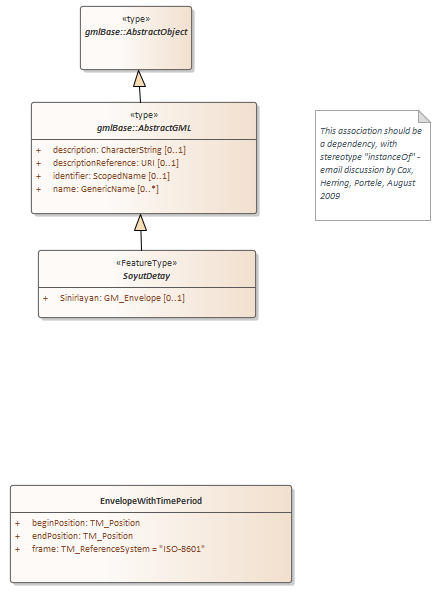 «type»
gmlBase::AbstractObject
«type»
gmlBase::AbstractGML
+ description: CharacterString [0..1]
+ descriptionReference: URI [0..1]
+ identifier: ScopedName [0..1]
+ name: GenericName [0..*]
This association should be
a dependency, with
stereotype "instanceOf" -
email discussion by Cox,
Herring, Portele, August
2009
«FeatureType»
SoyutDetay
+ Sinirlayan: GM_Envelope [0..1]
EnvelopeWithTimePeriod
+ beginPosition: TM_Position
+ endPosition: TM_Position
+ frame: TM_ReferenceSystem = "ISO-8601"